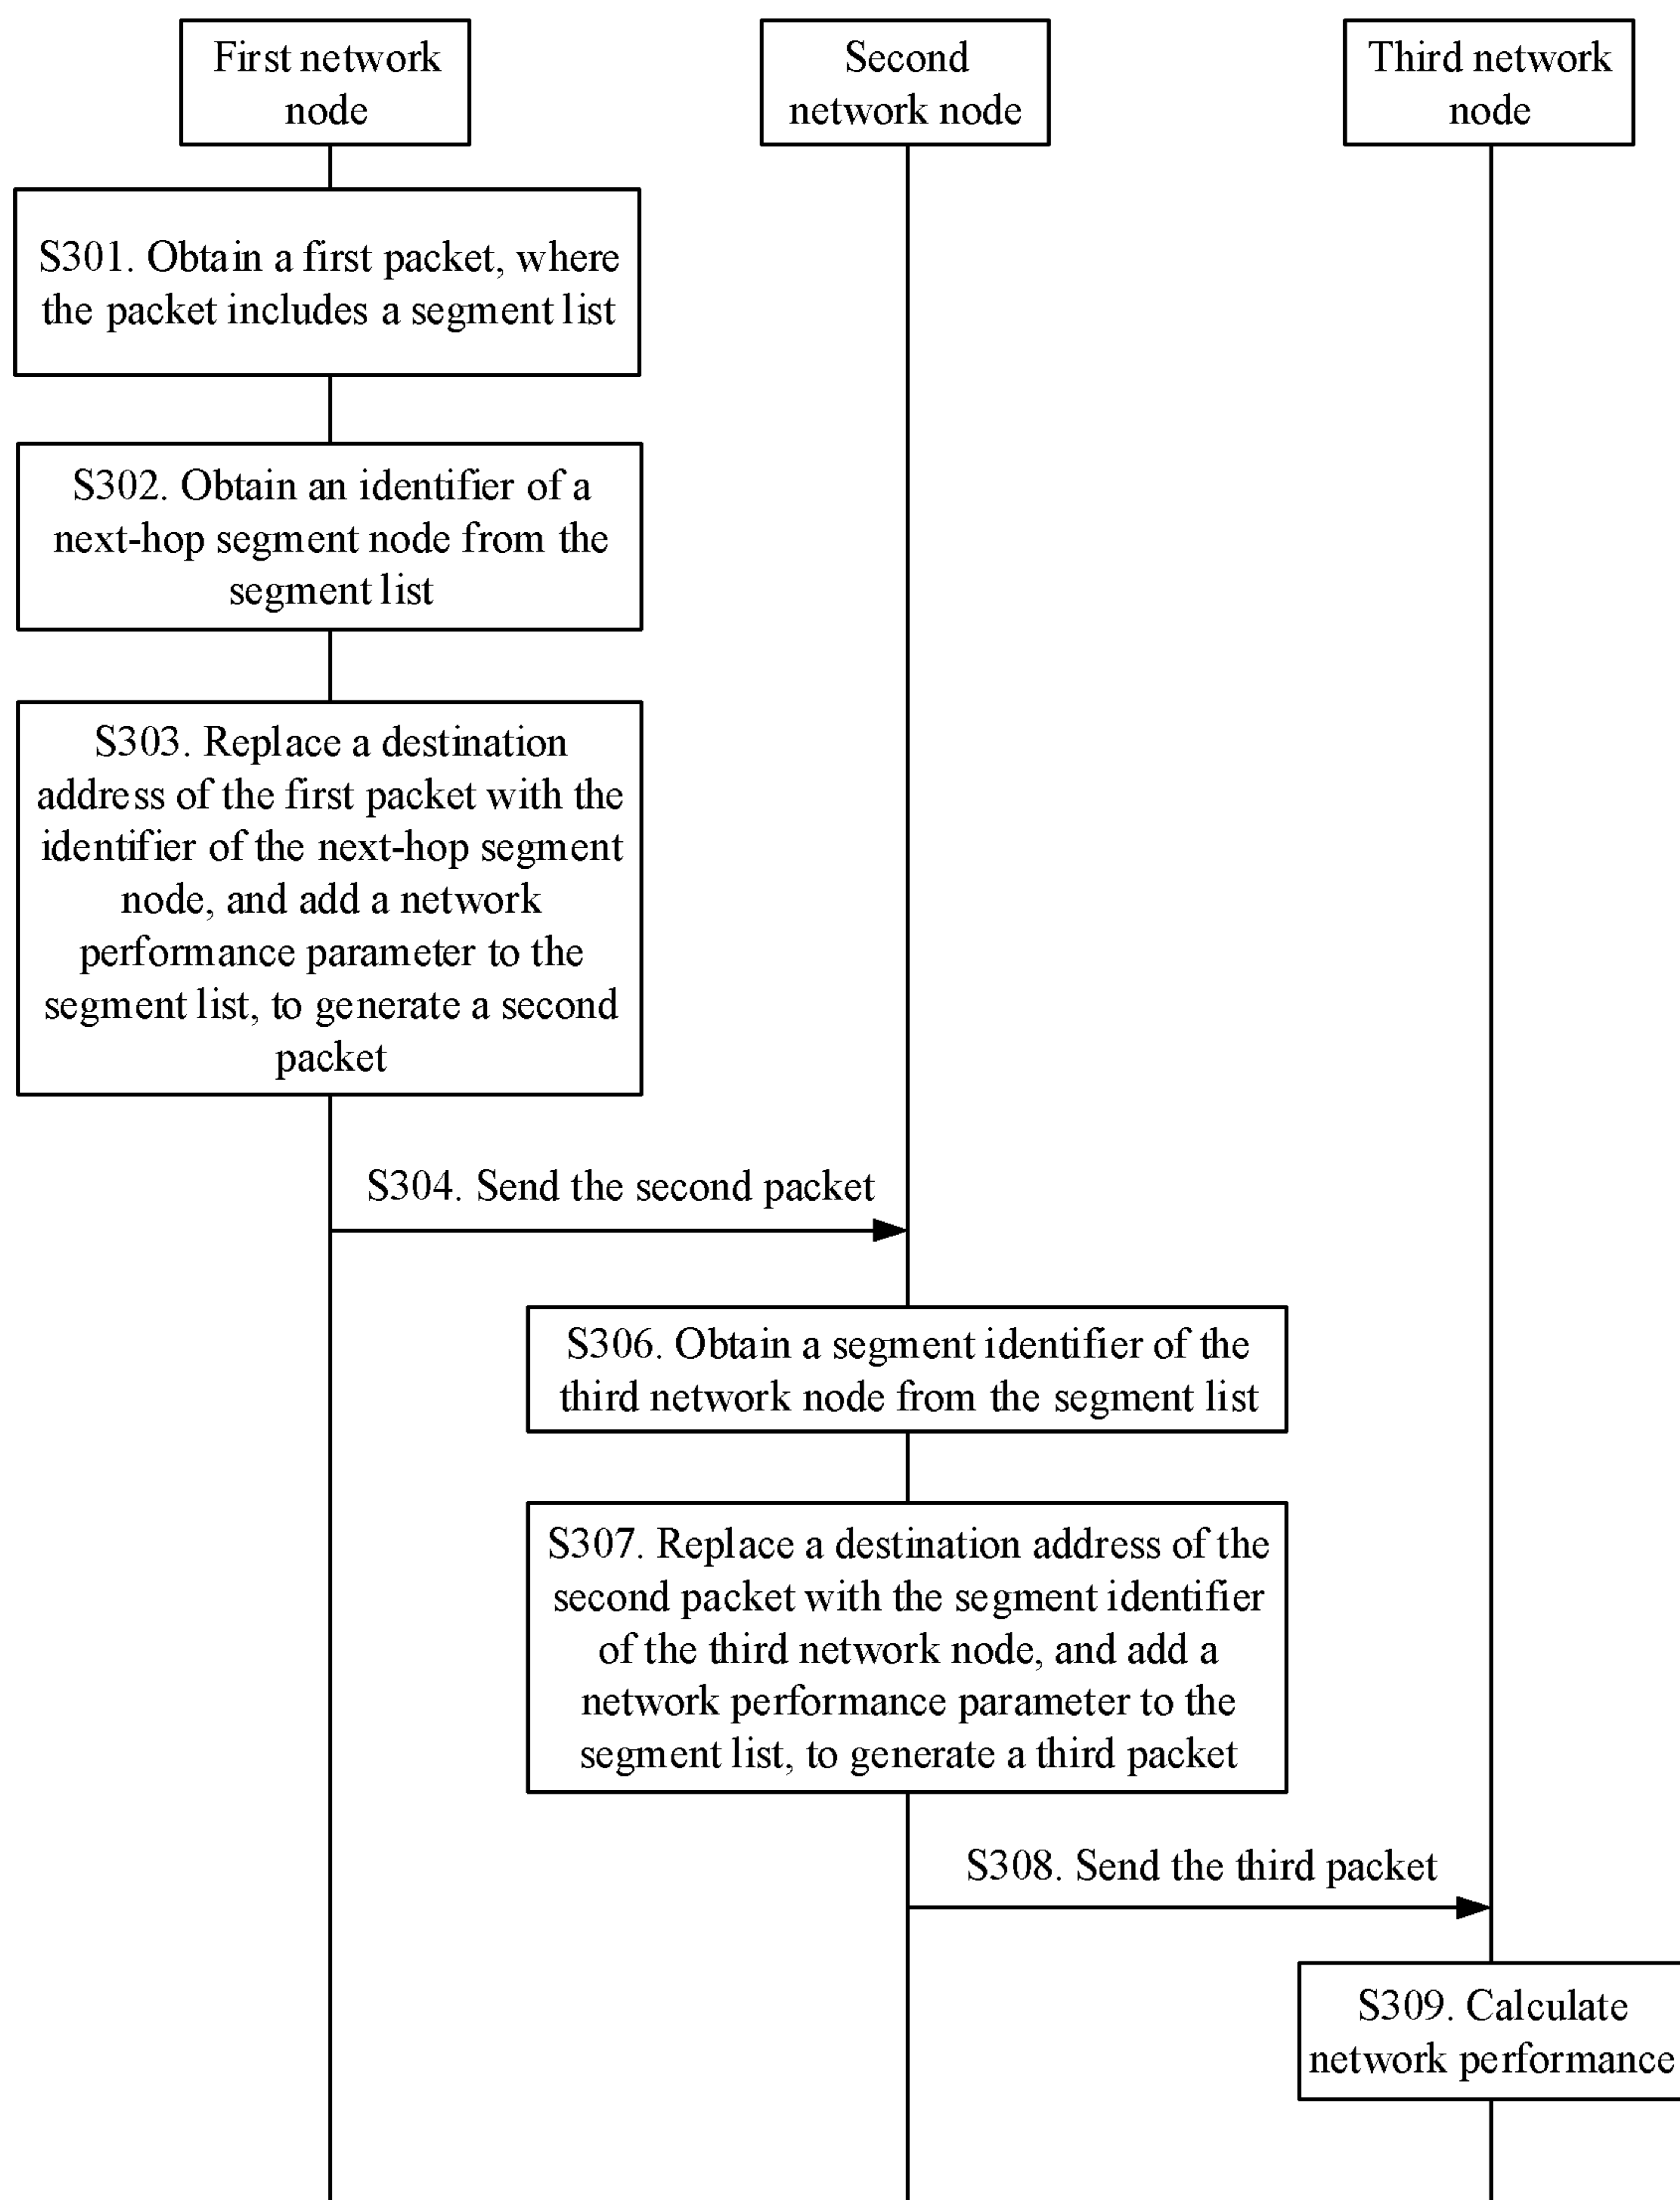 First network
node
Second
network node
Third network
node
S301. Obtain a first packet, where
the packet includes a segment list
S302. Obtain an identifier of a
next-hop segment node from the
segment list
S303. Replace a destination
address of the first packet with the
identifier of the next-hop segment
node, and add a network
performance parameter to the
segment list, to generate a second
packet
S304. Send the second packet
S306. Obtain a segment identifier of the
third network node from the segment list
S307. Replace a destination address of the
second packet with the segment identifier
of the third network node, and add a
network performance parameter to the
segment list, to generate a third packet
S308. Send the third packet
S309. Calculate
network performance